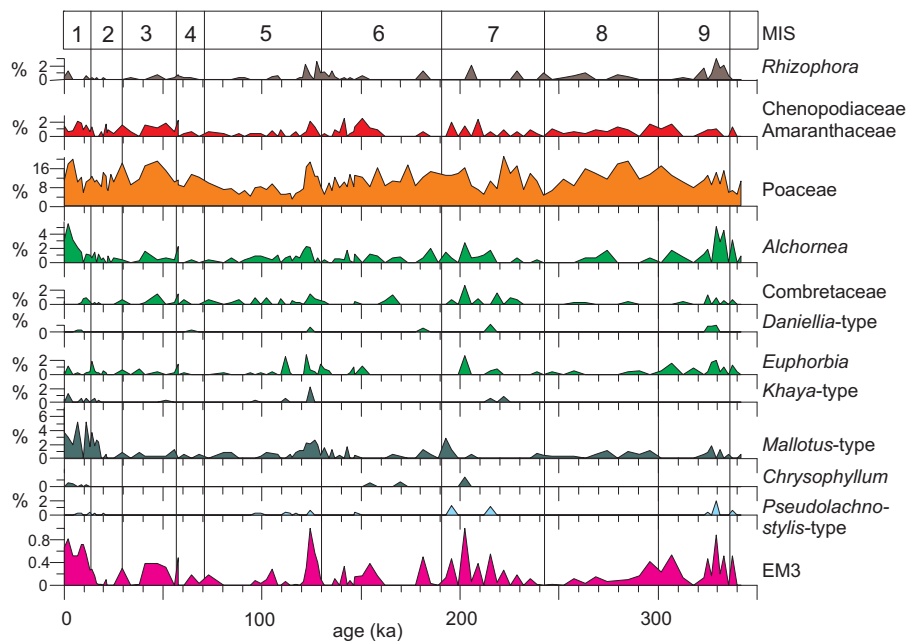 1 2 3 4 5 6 7 8 9 MIS
% 2 0 Rhizophora
Chenopodiaceae
% 2 0 Amaranthaceae
% 16 8 0 Poaceae
% 4 2 0 Alchornea
% 2 0 Combretaceae
% 0 Daniellia-type
% 2 0 Euphorbia
% 2 0 Khaya-type
% 6 4 2 0 Mallotus-type
0 Chrysophyllum
% 2 0 Pseudolachno-
stylis-type
0.8 0.4 0 EM3
0 100 200 300
age (ka)